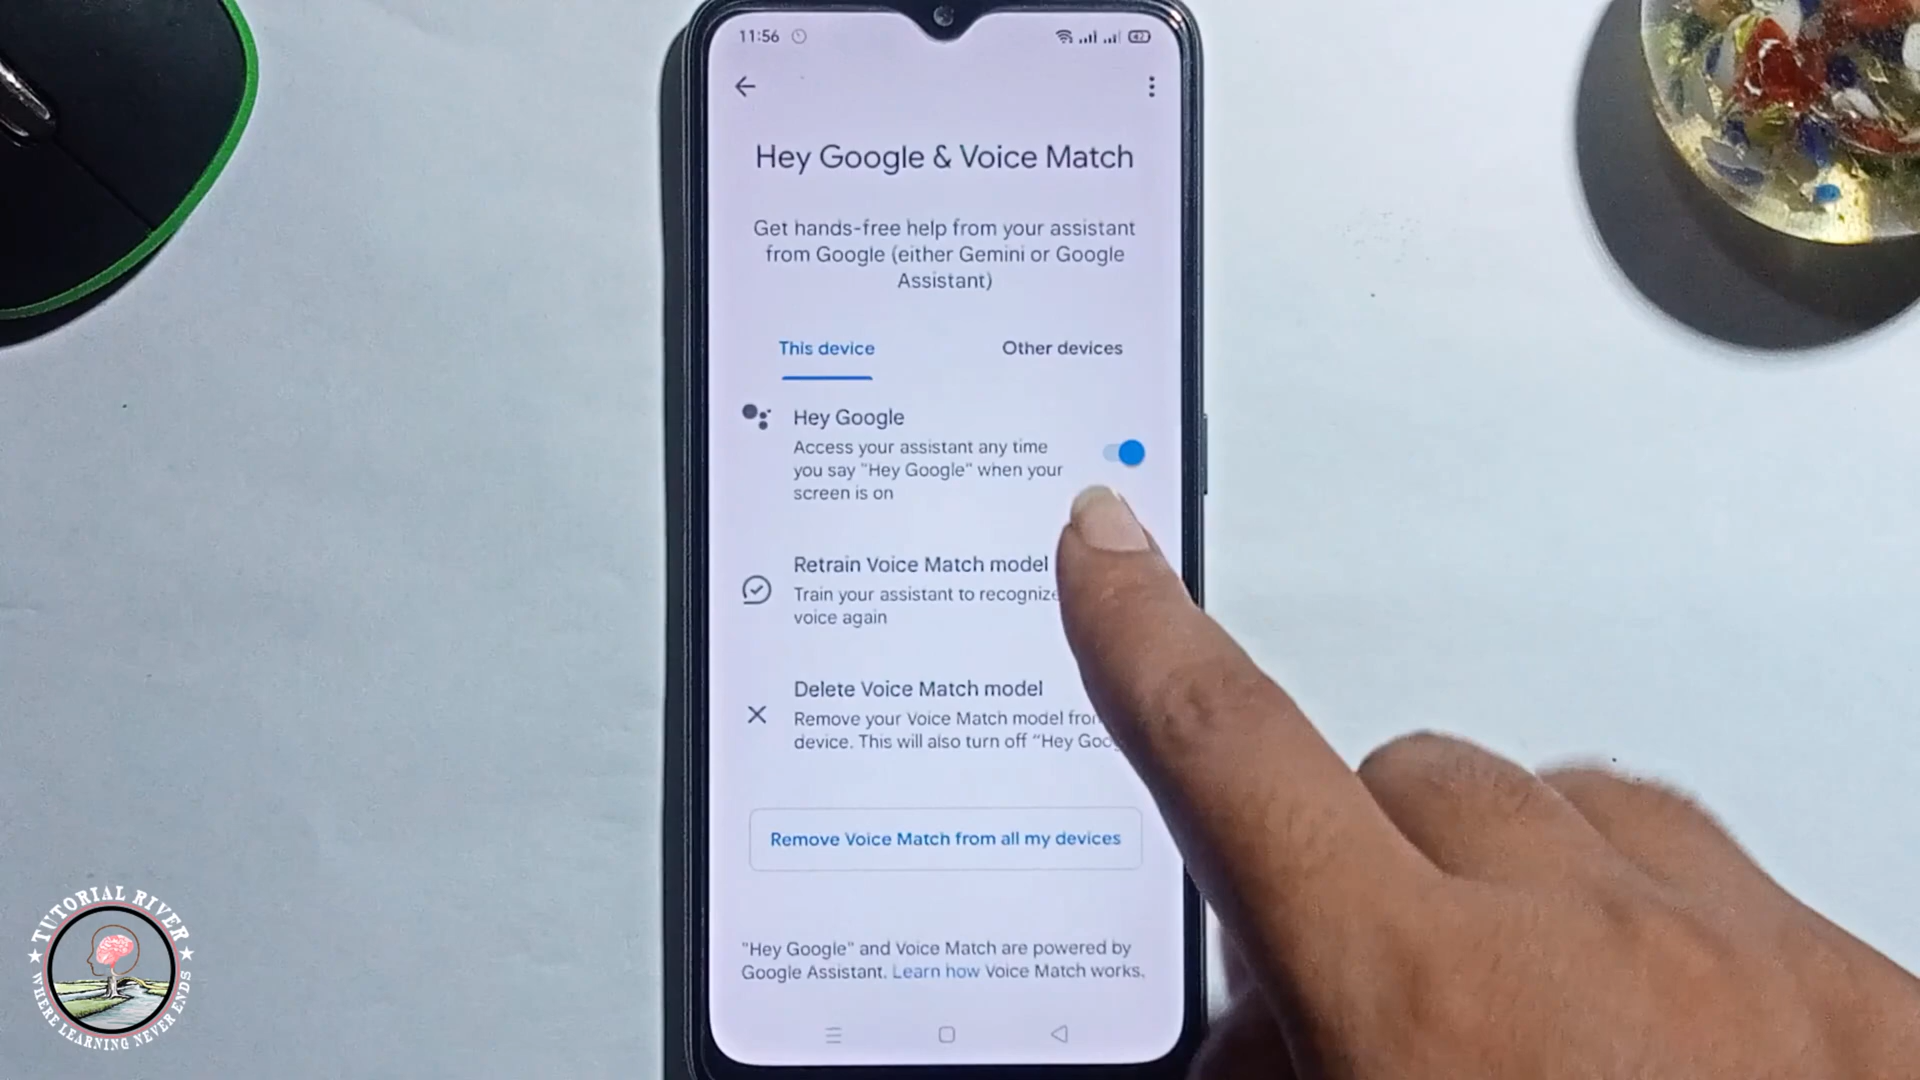 11:56
42
Hey Google & Voice Match
Get hands-free help from your assistant
from Google (either Gemini or Google
Assistant)
This device
Other devices
Hey Google
Access your assistant any time
you say "Hey Google" when your
screen is on
Retrain Voice Match model
Train your assistant to recognize
voice again
Delete Voice Match model
Remove your Voice Match model from
device. This will also turn off “Hey Goo
Remove Voice Match from all my devices
"Hey Google" and Voice Match are powered by
Google Assistant. Learn how Voice Match works.
TUTORIAL RIVER
WHERE LEARNING NEVER ENDS